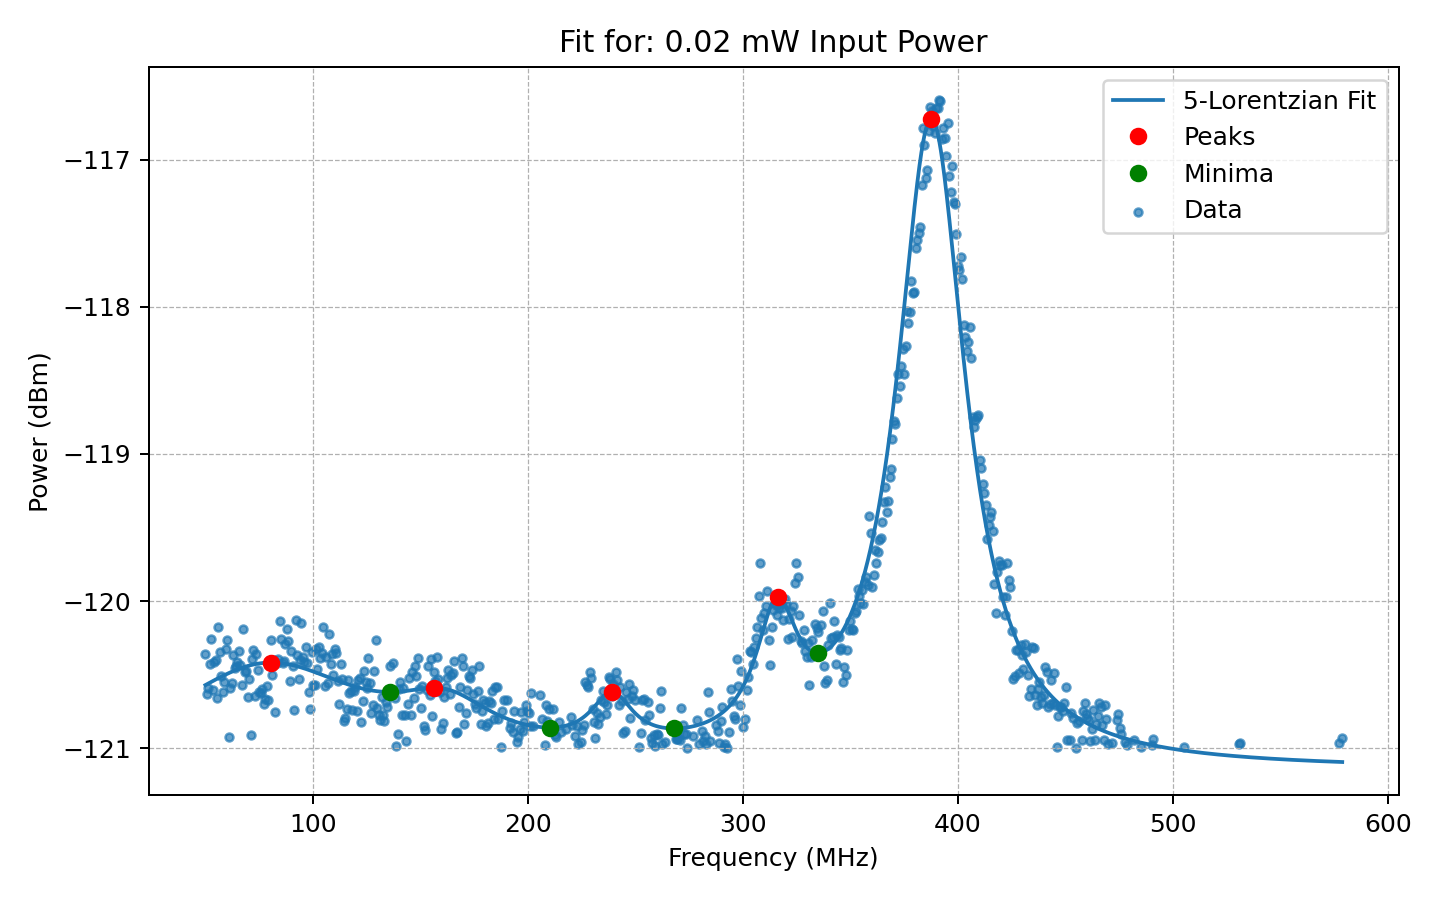 Fit for: 0.02 mW Input Power
5-Lorentzian Fit
Peaks
Minima
Data
Power (dBm)
−117
−118
−119
−120
−121
100 200 300 400 500 600
Frequency (MHz)